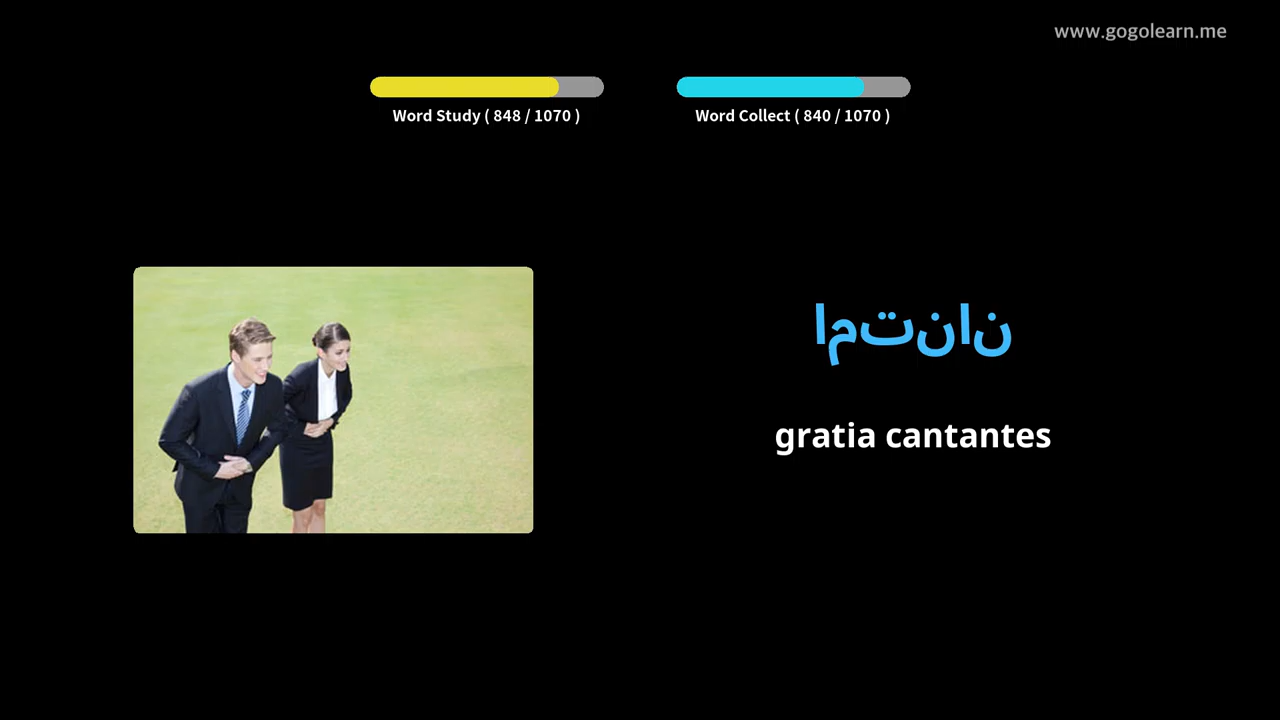 www.gogolearn.me
Word Study ( 848 / 1070 )
Word Collect ( 840 / 1070 )
امتنان
gratia cantantes